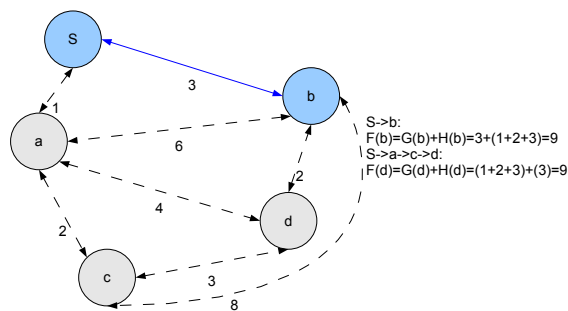 S
3
b
1
a
6
S->b:
F(b)=G(b)+H(b)=3+(1+2+3)=9
S->a->c->d:
F(d)=G(d)+H(d)=(1+2+3)+(3)=9
2
4
d
2
3
c
8